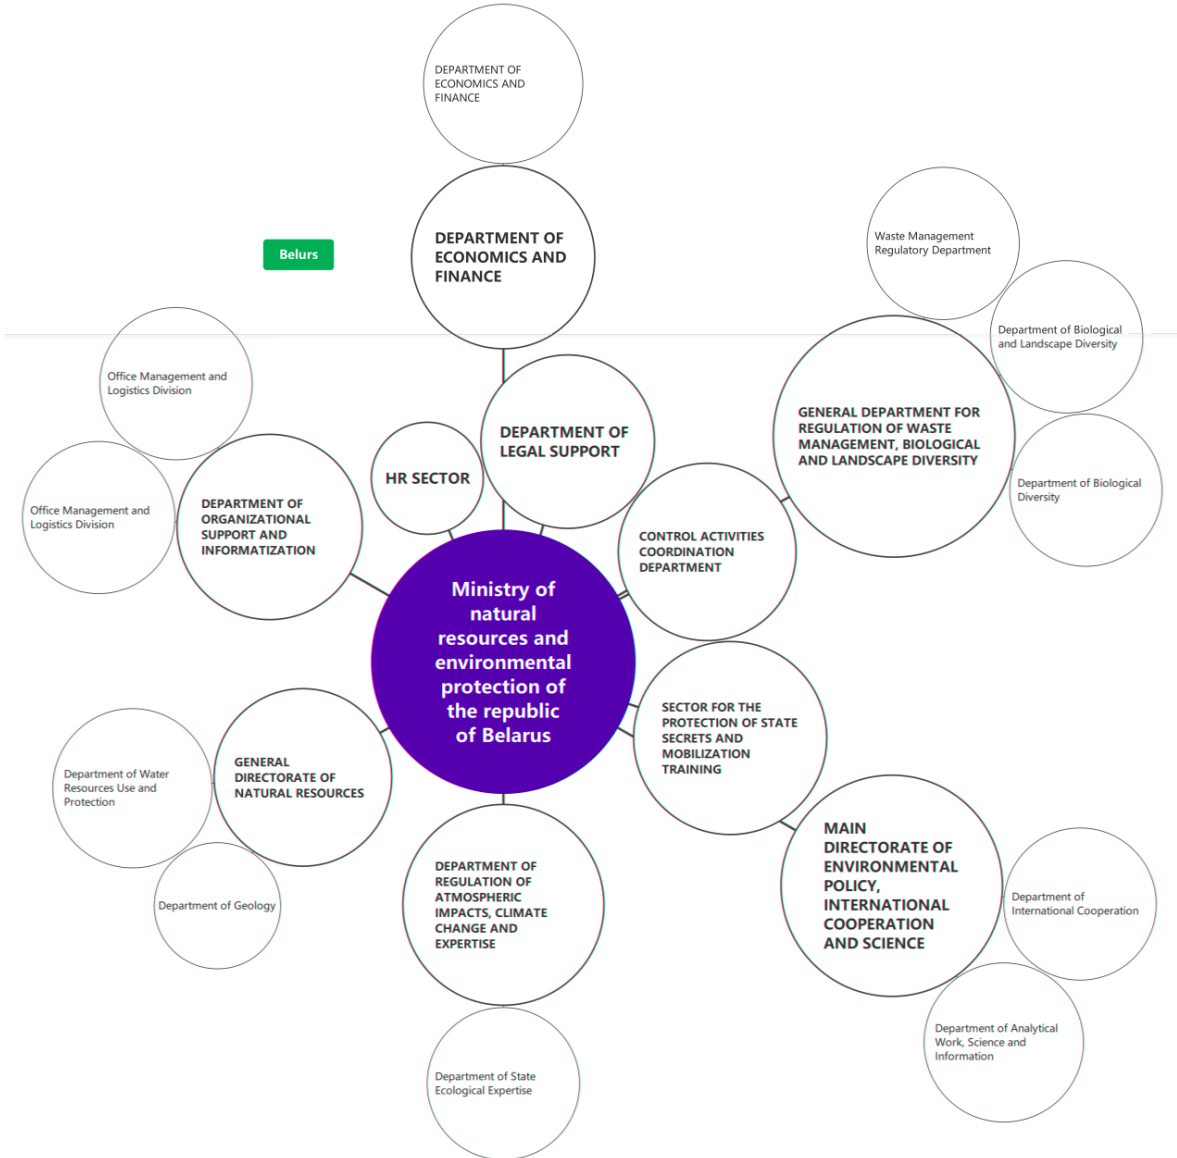 DEPARTMENT OF
ECONOMICS AND
FINANCE
DEPARTMENT OF
ECONOMICS AND
FINANCE
Belurs
Waste Management
Regulatory Department
Department of Biological
and Landscape Diversity
GENERAL DEPARTMENT FOR
REGULATION OF WASTE
MANAGEMENT, BIOLOGICAL
AND LANDSCAPE DIVERSITY
Department of Biological
Diversity
Office Management and
Logistics Division
Office Management and
Logistics Division
DEPARTMENT OF
ORGANIZATIONAL
SUPPORT AND
INFORMATIZATION
HR SECTOR
DEPARTMENT OF
LEGAL SUPPORT
CONTROL ACTIVITIES
COORDINATION
DEPARTMENT
Ministry of
natural
resources and
environmental
protection of
the republic
of Belarus
SECTOR FOR THE
PROTECTION OF STATE
SECRETS AND
MOBILIZATION
TRAINING
GENERAL
DIRECTORATE OF
NATURAL RESOURCES
Department of Water
Resources Use and
Protection
Department of Geology
DEPARTMENT OF
REGULATION OF
ATMOSPHERIC
IMPACTS, CLIMATE
CHANGE AND
EXPERTISE
Department of State
Ecological Expertise
MAIN
DIRECTORATE OF
ENVIRONMENTAL
POLICY,
INTERNATIONAL
COOPERATION
AND SCIENCE
Department of
International Cooperation
Department of Analytical
Work, Science and
Information